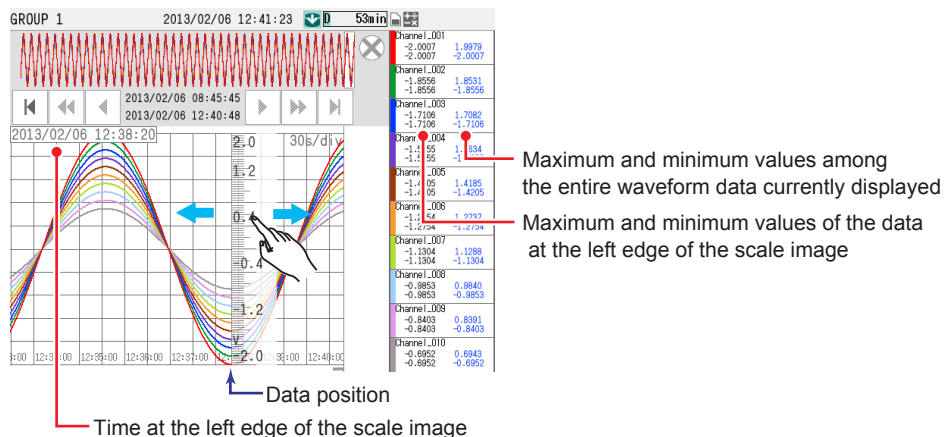 GROUP 1 2013/02/06 12:41:23 D 53min
2013/02/06 08:45:45
2013/02/06 12:40:48
2013/02/06 12:38:20
30s/div
2.0
1.2
-0.4
-1.2
V
-2.0
12:35:00 12:36:00 12:37:00 12:40:00
Channel_001
-2.0007 1.9979
-2.0007 -2.0007
Channel_002
-1.8556 1.8531
-1.8556 -1.8556
Channel_003
-1.7106 1.7082
-1.7106 -1.7106
_004
Channel_005
1.4185
-1.4205
Channel_006
1.2737
-1.2754 -1.2754
Channel_007
-1.1304 1.1288
-1.1304 -1.1304
Channel_008
-0.9853 0.9840
-0.9853 -0.9853
Channel_009
-0.8403 0.8391
-0.8403 -0.8403
Channel_010
-0.6952 0.6943
-0.6952 -0.6952
Maximum and minimum values among
the entire waveform data currently displayed
Maximum and minimum values of the data
at the left edge of the scale image
Data position
Time at the left edge of the scale image